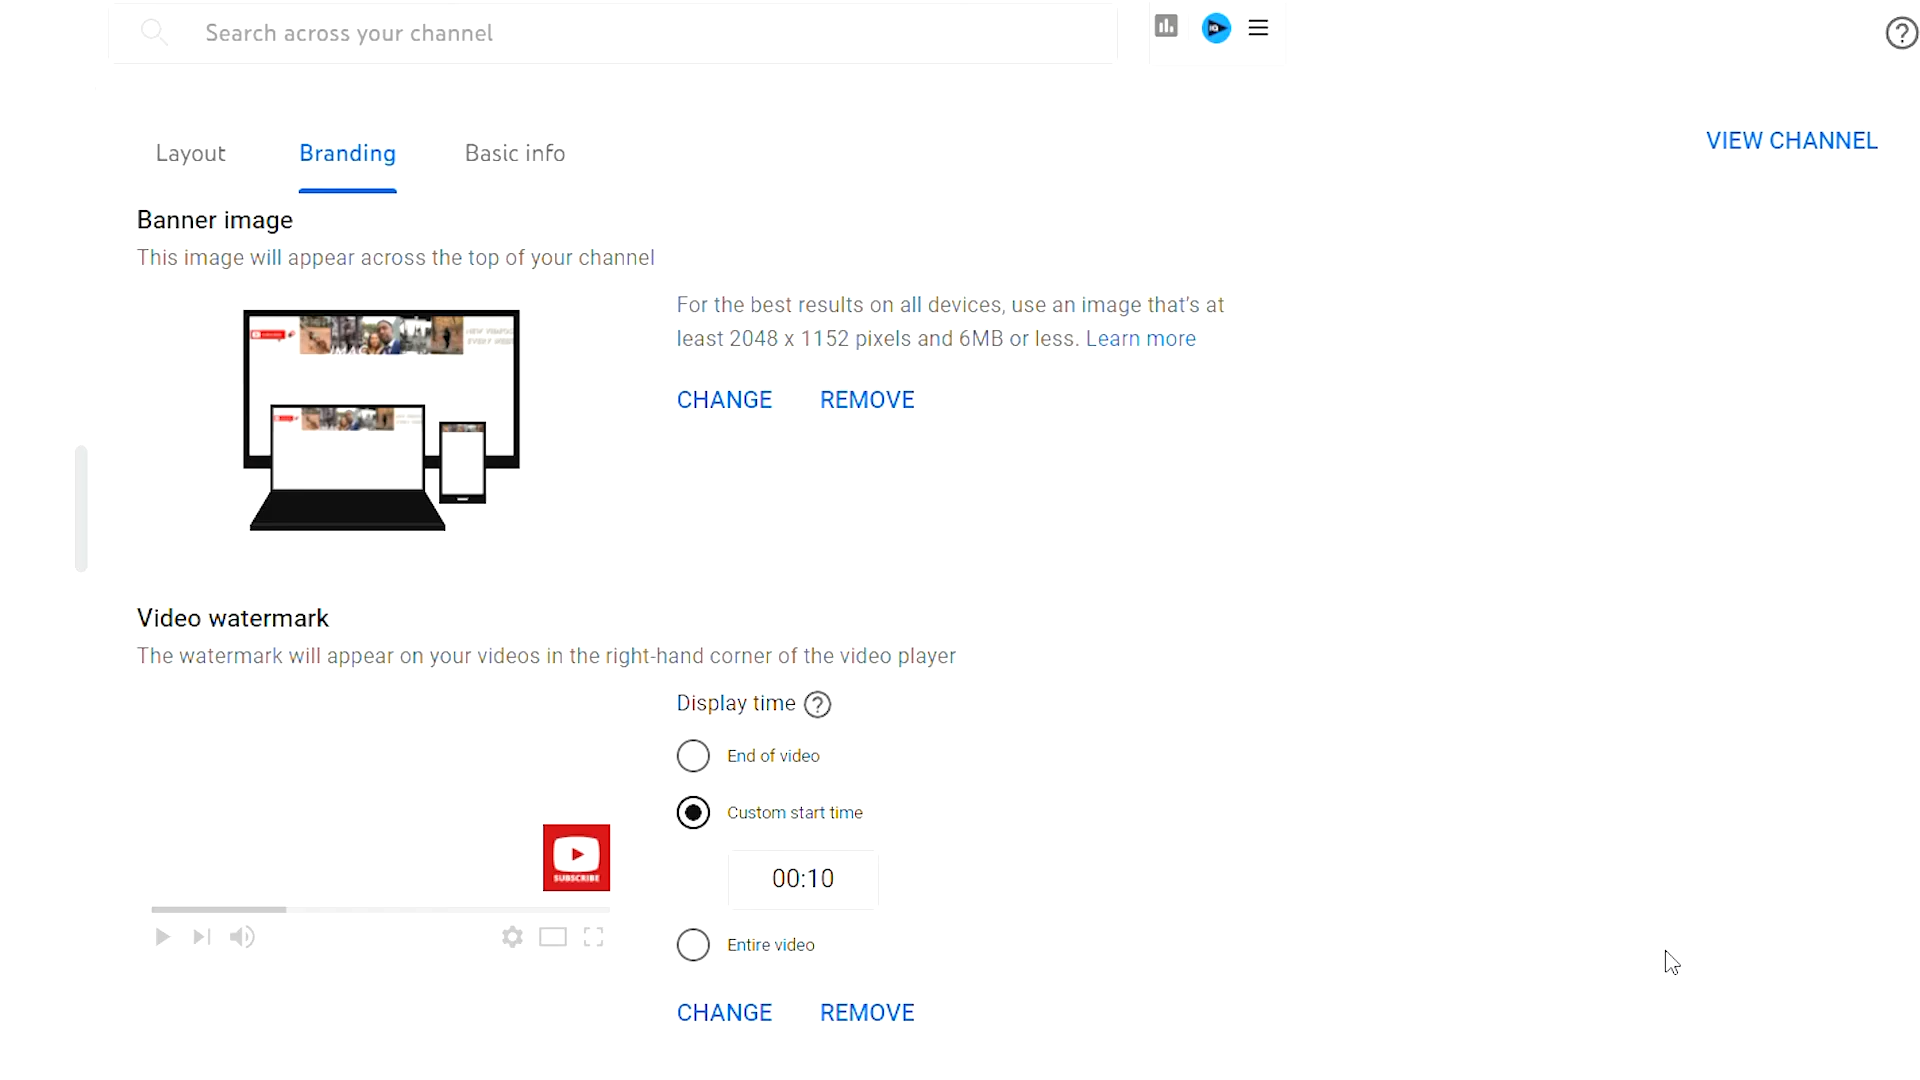 Search across your channel
Layout
Branding
Basic info
VIEW CHANNEL
Banner image
This image will appear across the top of your channel
For the best results on all devices, use an image that's at
least 2048 x 1152 pixels and 6MB or less. Learn more
CHANGE
REMOVE
Video watermark
The watermark will appear on your videos in the right-hand corner of the video player
Display time
End of video
Custom start time
00:10
Entire video
SUBSCRIBE
CHANGE
REMOVE